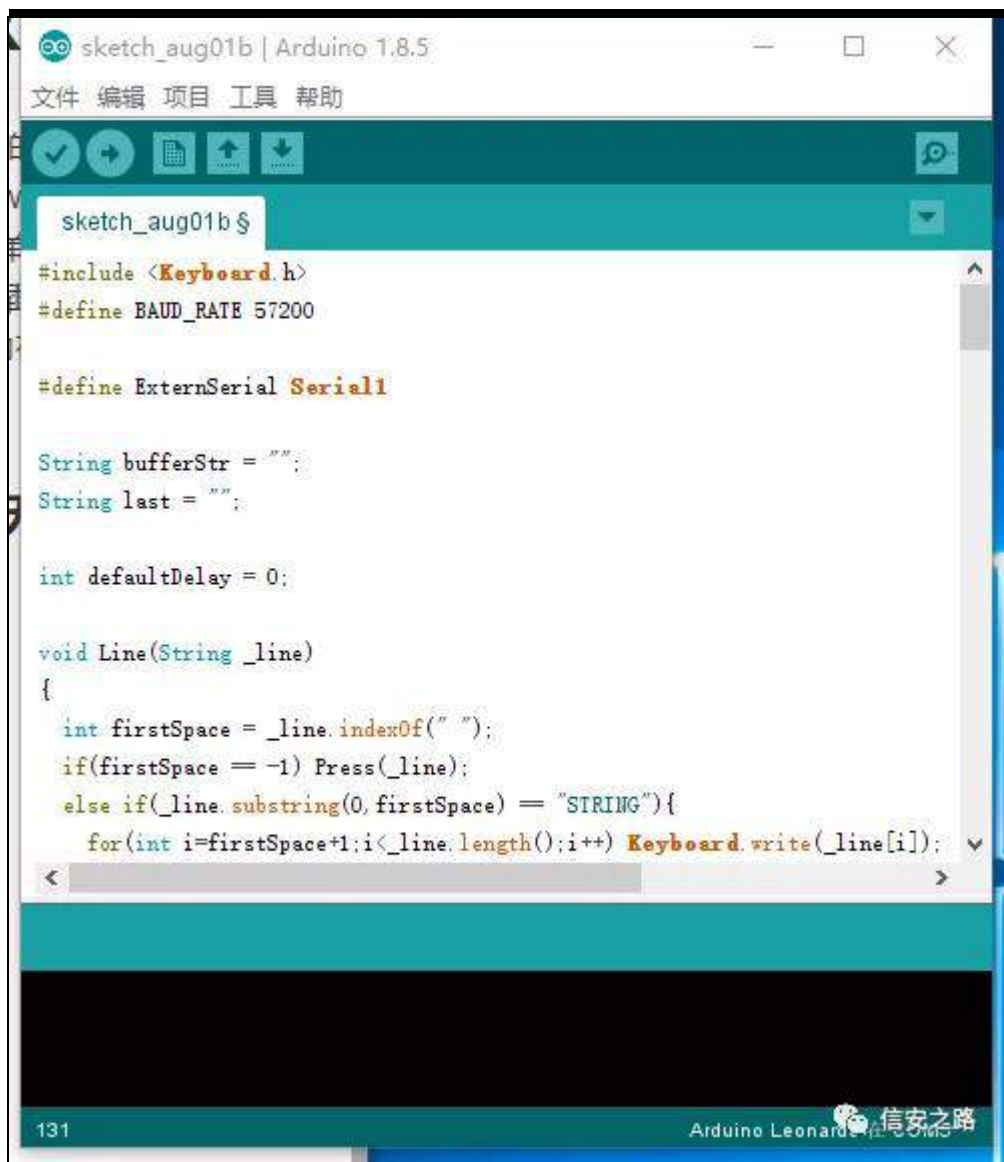 sketch_aug01b | Arduino 1.8.5
文件 编辑 项目 工具 帮助
sketch_aug01b §
#include <Keyboard.h>
#define BAUD_RATE 57200
#define ExternSerial Serial1
String bufferStr = "";
String last = "";
int defaultDelay = 0;
void Line(String _line)
{
int firstSpace = _line.indexOf(" ");
if(firstSpace == -1) Press(_line);
else if(_line.substring(0,firstSpace) == "STRING"){
for(int i=firstSpace+1;i<_line.length();i++) Keyboard.write(_line[i]);
131
Arduino
信安之路